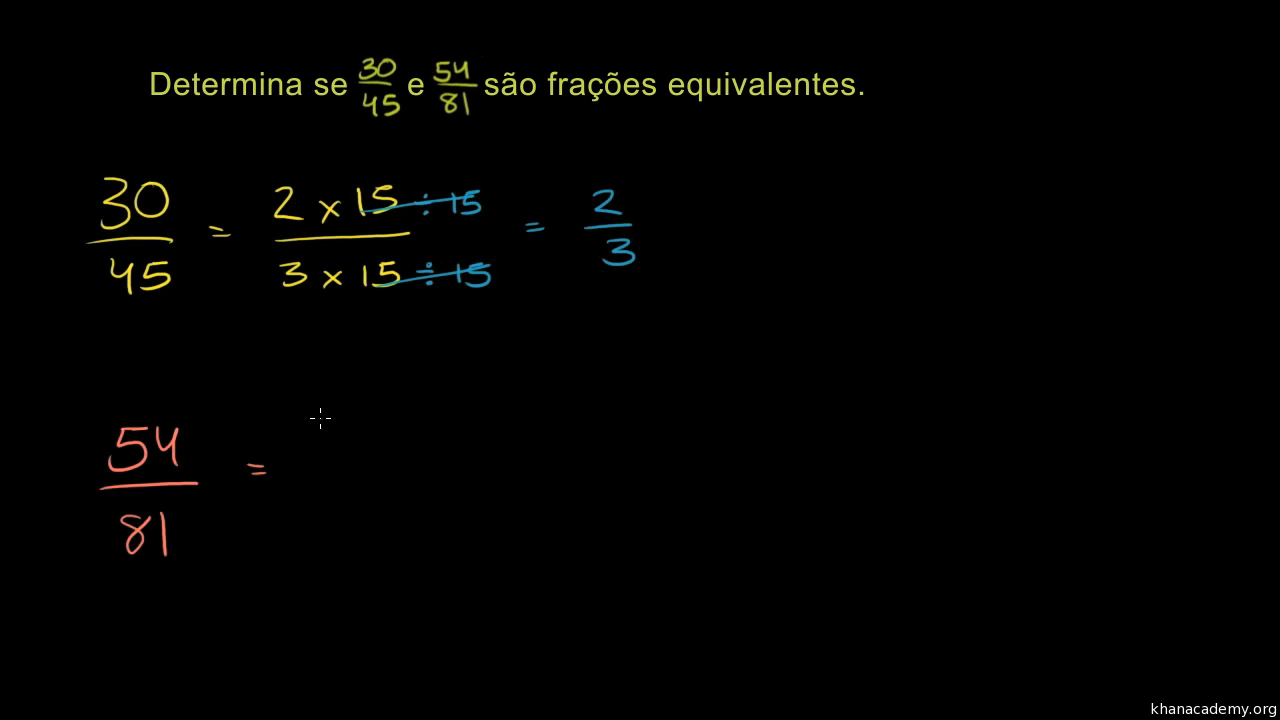 Determina se 30/45 e 54/81 são frações equivalentes.
30/45 = 2 x 15 ÷ 15 / 3 x 15 ÷ 15 = 2/3
54/81 =
khanacademy.org